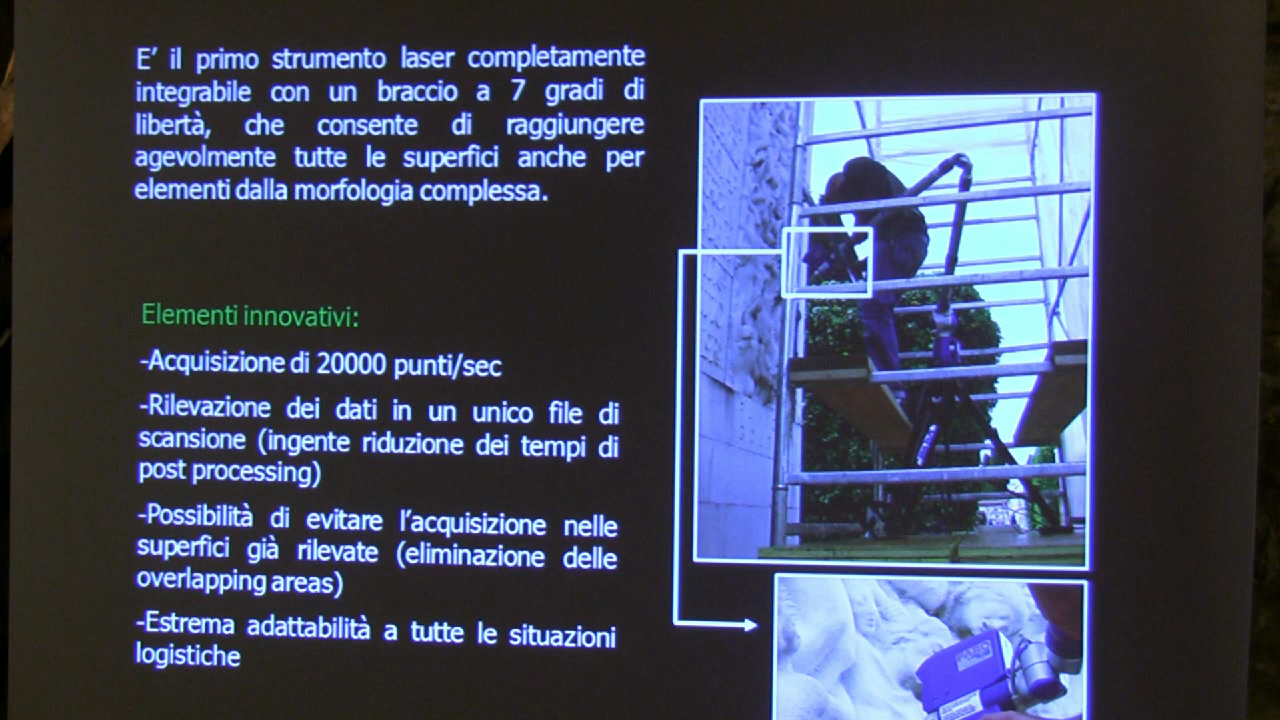 E' il primo strumento laser completamente
integrabile con un braccio a 7 gradi di
libertà, che consente di raggiungere
agevolmente tutte le superfici anche per
elementi dalla morfologia complessa.
Elementi innovativi:
-Acquisizione di 20000 punti/sec
-Rilevazione dei dati in un unico file di
scansione (ingente riduzione dei tempi di
post processing)
-Possibilità di evitare l'acquisizione nelle
superfici già rilevate (eliminazione delle
overlapping areas)
-Estrema adattabilità a tutte le situazioni
logistiche
FARO